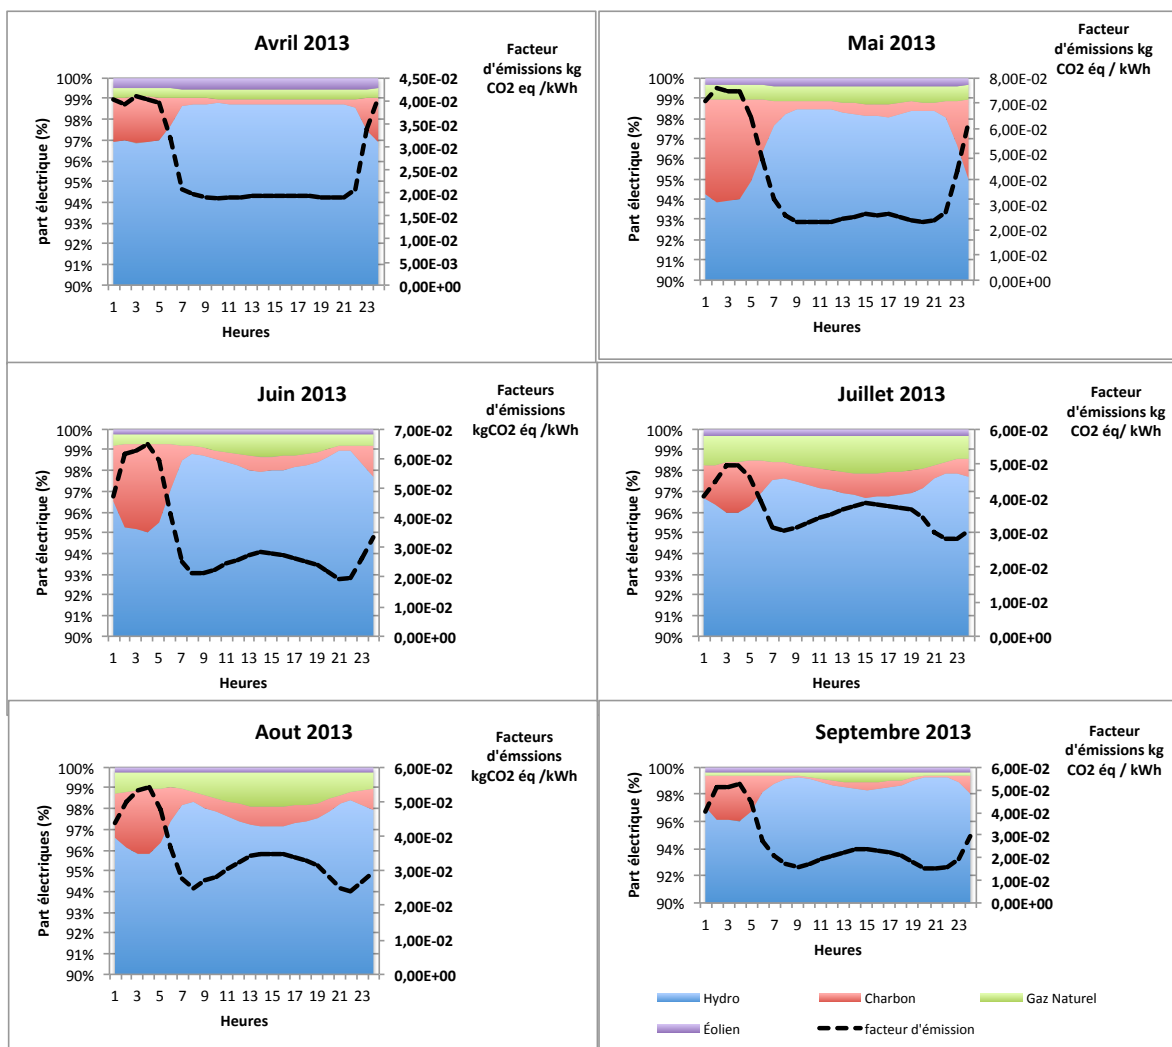 Avril 2013
Facteur
d'émissions kg
CO2 eq /kWh
part électrique (%)
100%
99%
98%
97%
96%
95%
94%
93%
92%
91%
90%
4,50E-02
4,00E-02
3,50E-02
3,00E-02
2,50E-02
2,00E-02
1,50E-02
1,00E-02
5,00E-03
0,00E+00
1 3 5 7 9 11 13 15 17 19 21 23
Heures
Mai 2013
Facteur
d'émissions kg
CO2 éq / kWh
Part électrique (%)
100%
99%
98%
97%
96%
95%
94%
93%
92%
91%
90%
8,00E-02
7,00E-02
6,00E-02
5,00E-02
4,00E-02
3,00E-02
2,00E-02
1,00E-02
0,00E+00
1 3 5 7 9 11 13 15 17 19 21 23
Heures
Juin 2013
Facteurs
d'émissions
kgCO2 éq /kWh
Part électrique (%)
100%
99%
98%
97%
96%
95%
94%
93%
92%
91%
90%
7,00E-02
6,00E-02
5,00E-02
4,00E-02
3,00E-02
2,00E-02
1,00E-02
0,00E+00
1 3 5 7 9 11 13 15 17 19 21 23
Heures
Juillet 2013
Facteur
d'émissions kg
CO2 éq/ kWh
Part électrique (%)
100%
99%
98%
97%
96%
95%
94%
93%
92%
91%
90%
6,00E-02
5,00E-02
4,00E-02
3,00E-02
2,00E-02
1,00E-02
0,00E+00
1 3 5 7 9 11 13 15 17 19 21 23
Heures
Aout 2013
Facteurs
d'émssions
kgCO2 éq /kWh
Part électriques (%)
100%
99%
98%
97%
96%
95%
94%
93%
92%
91%
90%
6,00E-02
5,00E-02
4,00E-02
3,00E-02
2,00E-02
1,00E-02
0,00E+00
1 3 5 7 9 11 13 15 17 19 21 23
Heures
Septembre 2013
Facteur
d'émissions kg
CO2 éq / kWh
Part électrique (%)
100%
98%
96%
94%
92%
90%
6,00E-02
5,00E-02
4,00E-02
3,00E-02
2,00E-02
1,00E-02
0,00E+00
1 3 5 7 9 11 13 15 17 19 21 23
Heures
Hydro
Charbon
Gaz Naturel
Éolien
facteur d'émission